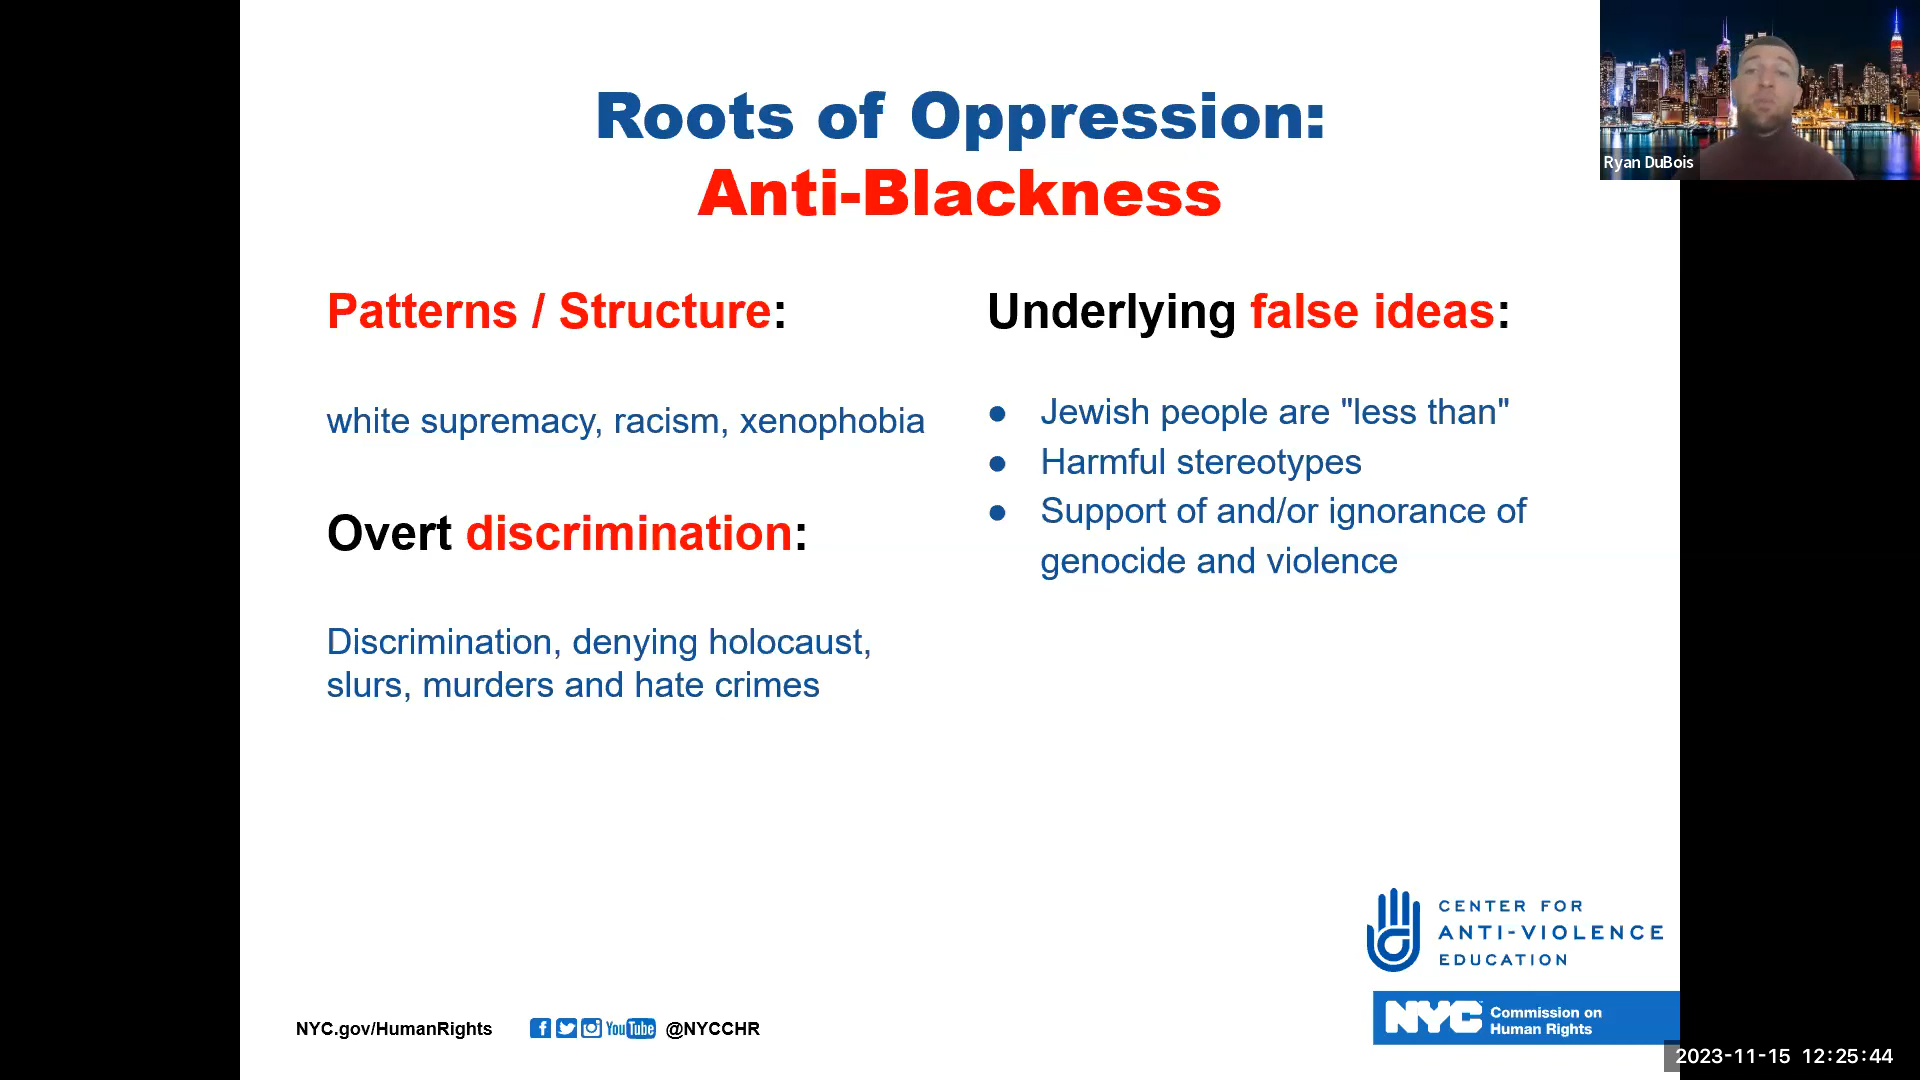 Roots of Oppression:
Anti-Blackness
Ryan DuBois
Patterns / Structure:
white supremacy, racism, xenophobia
Overt discrimination:
Discrimination, denying holocaust,
slurs, murders and hate crimes
Underlying false ideas:
● Jewish people are "less than"
● Harmful stereotypes
● Support of and/or ignorance of
genocide and violence
CENTER FOR
ANTI-VIOLENCE
EDUCATION
NYC.gov/HumanRights
YouTube @NYCCHR
NYC Commission on
Human Rights
2023-11-15 12:25:44